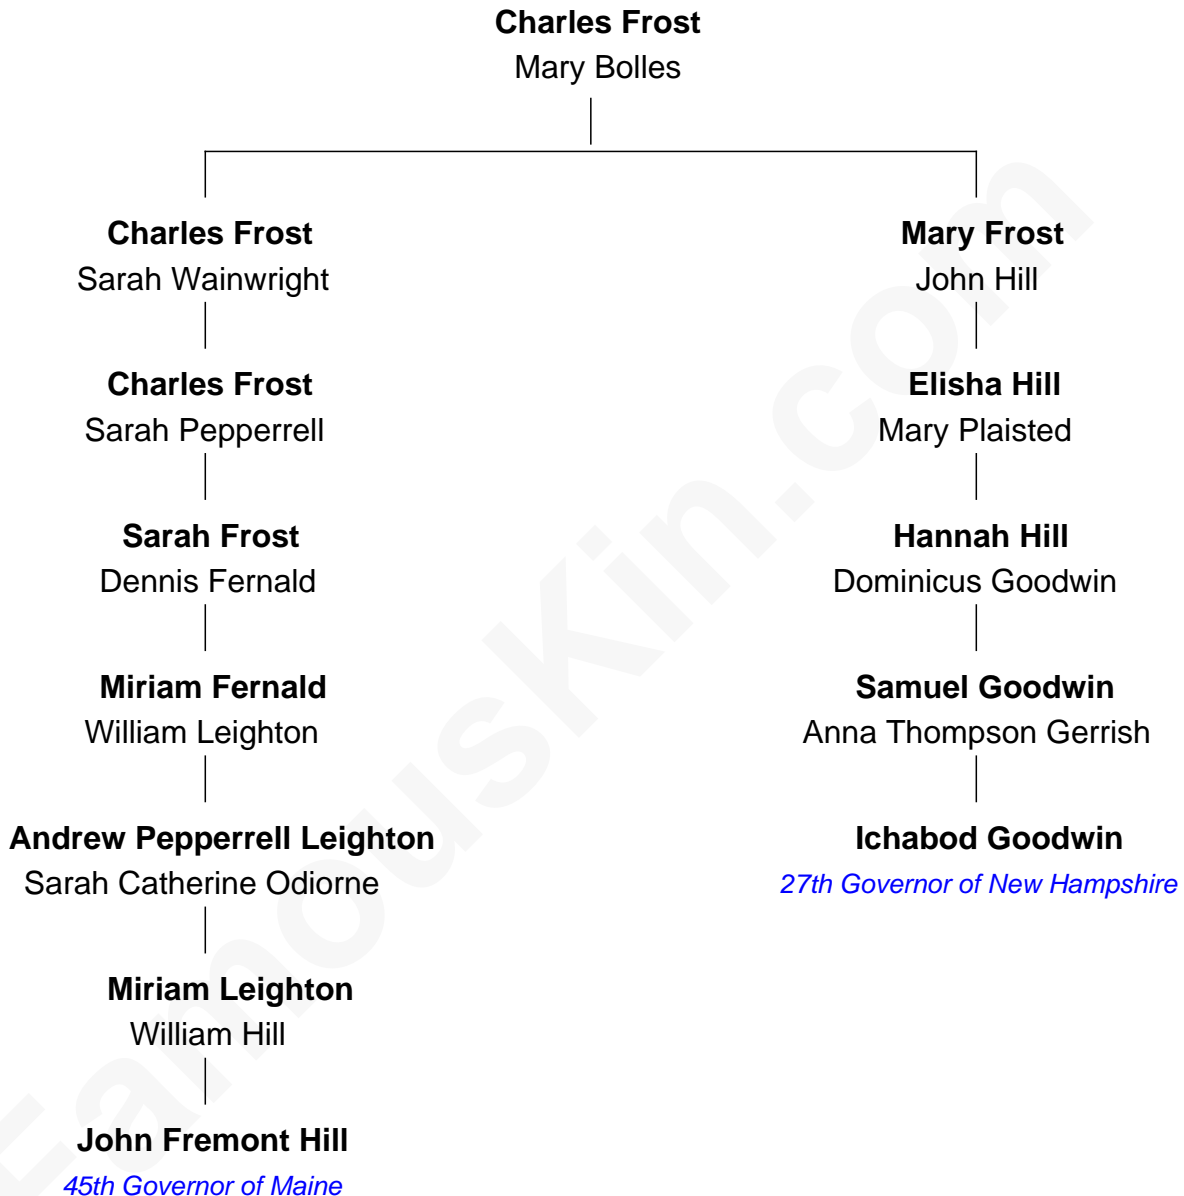 Charles Frost
Mary Bolles
Charles Frost
Sarah Wainwright
Mary Frost
John Hill
Charles Frost
Sarah Pepperrell
Elisha Hill
Mary Plaisted
Sarah Frost
Dennis Fernald
Hannah Hill
Dominicus Goodwin
Miriam Fernald
William Leighton
Samuel Goodwin
Anna Thompson Gerrish
Andrew Pepperrell Leighton
Sarah Catherine Odiorne
Ichabod Goodwin
27th Governor of New Hampshire
Miriam Leighton
William Hill
John Fremont Hill
45th Governor of Maine
FamousKin.com